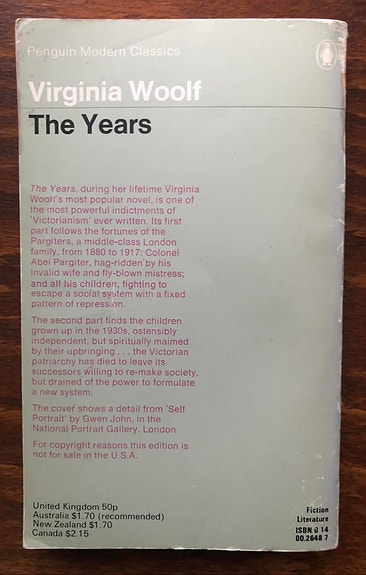 Penguin Modern Classics
Virginia Woolf
The Years
The Years, during her lifetime Virginia
Woolf's most popular novel, is one of
the most powerful indictments of
'Victorianism' ever written. Its first
part follows the fortunes of the
Pargiters, a middle-class London
family, from 1880 to 1917: Colonel
Abel Pargiter, hag-ridden by his
invalid wife and fly-blown mistress;
and all his children, fighting to
escape a social system with a fixed
pattern of repression.
The second part finds the children
grown up in the 1930s, ostensibly
independent, but spiritually maimed
by their upbringing . . . the Victorian
patriarchy has died to leave its
successors willing to re-make society,
but drained of the power to formulate
a new system.
The cover shows a detail from 'Self
Portrait' by Gwen John, in the
National Portrait Gallery, London
For copyright reasons this edition is
not for sale in the U.S.A.
United Kingdom 50p
Australia $1.70 (recommended)
New Zealand $1.70
Canada $2.15
Fiction
Literature
ISBN 0 14
00.2648 7